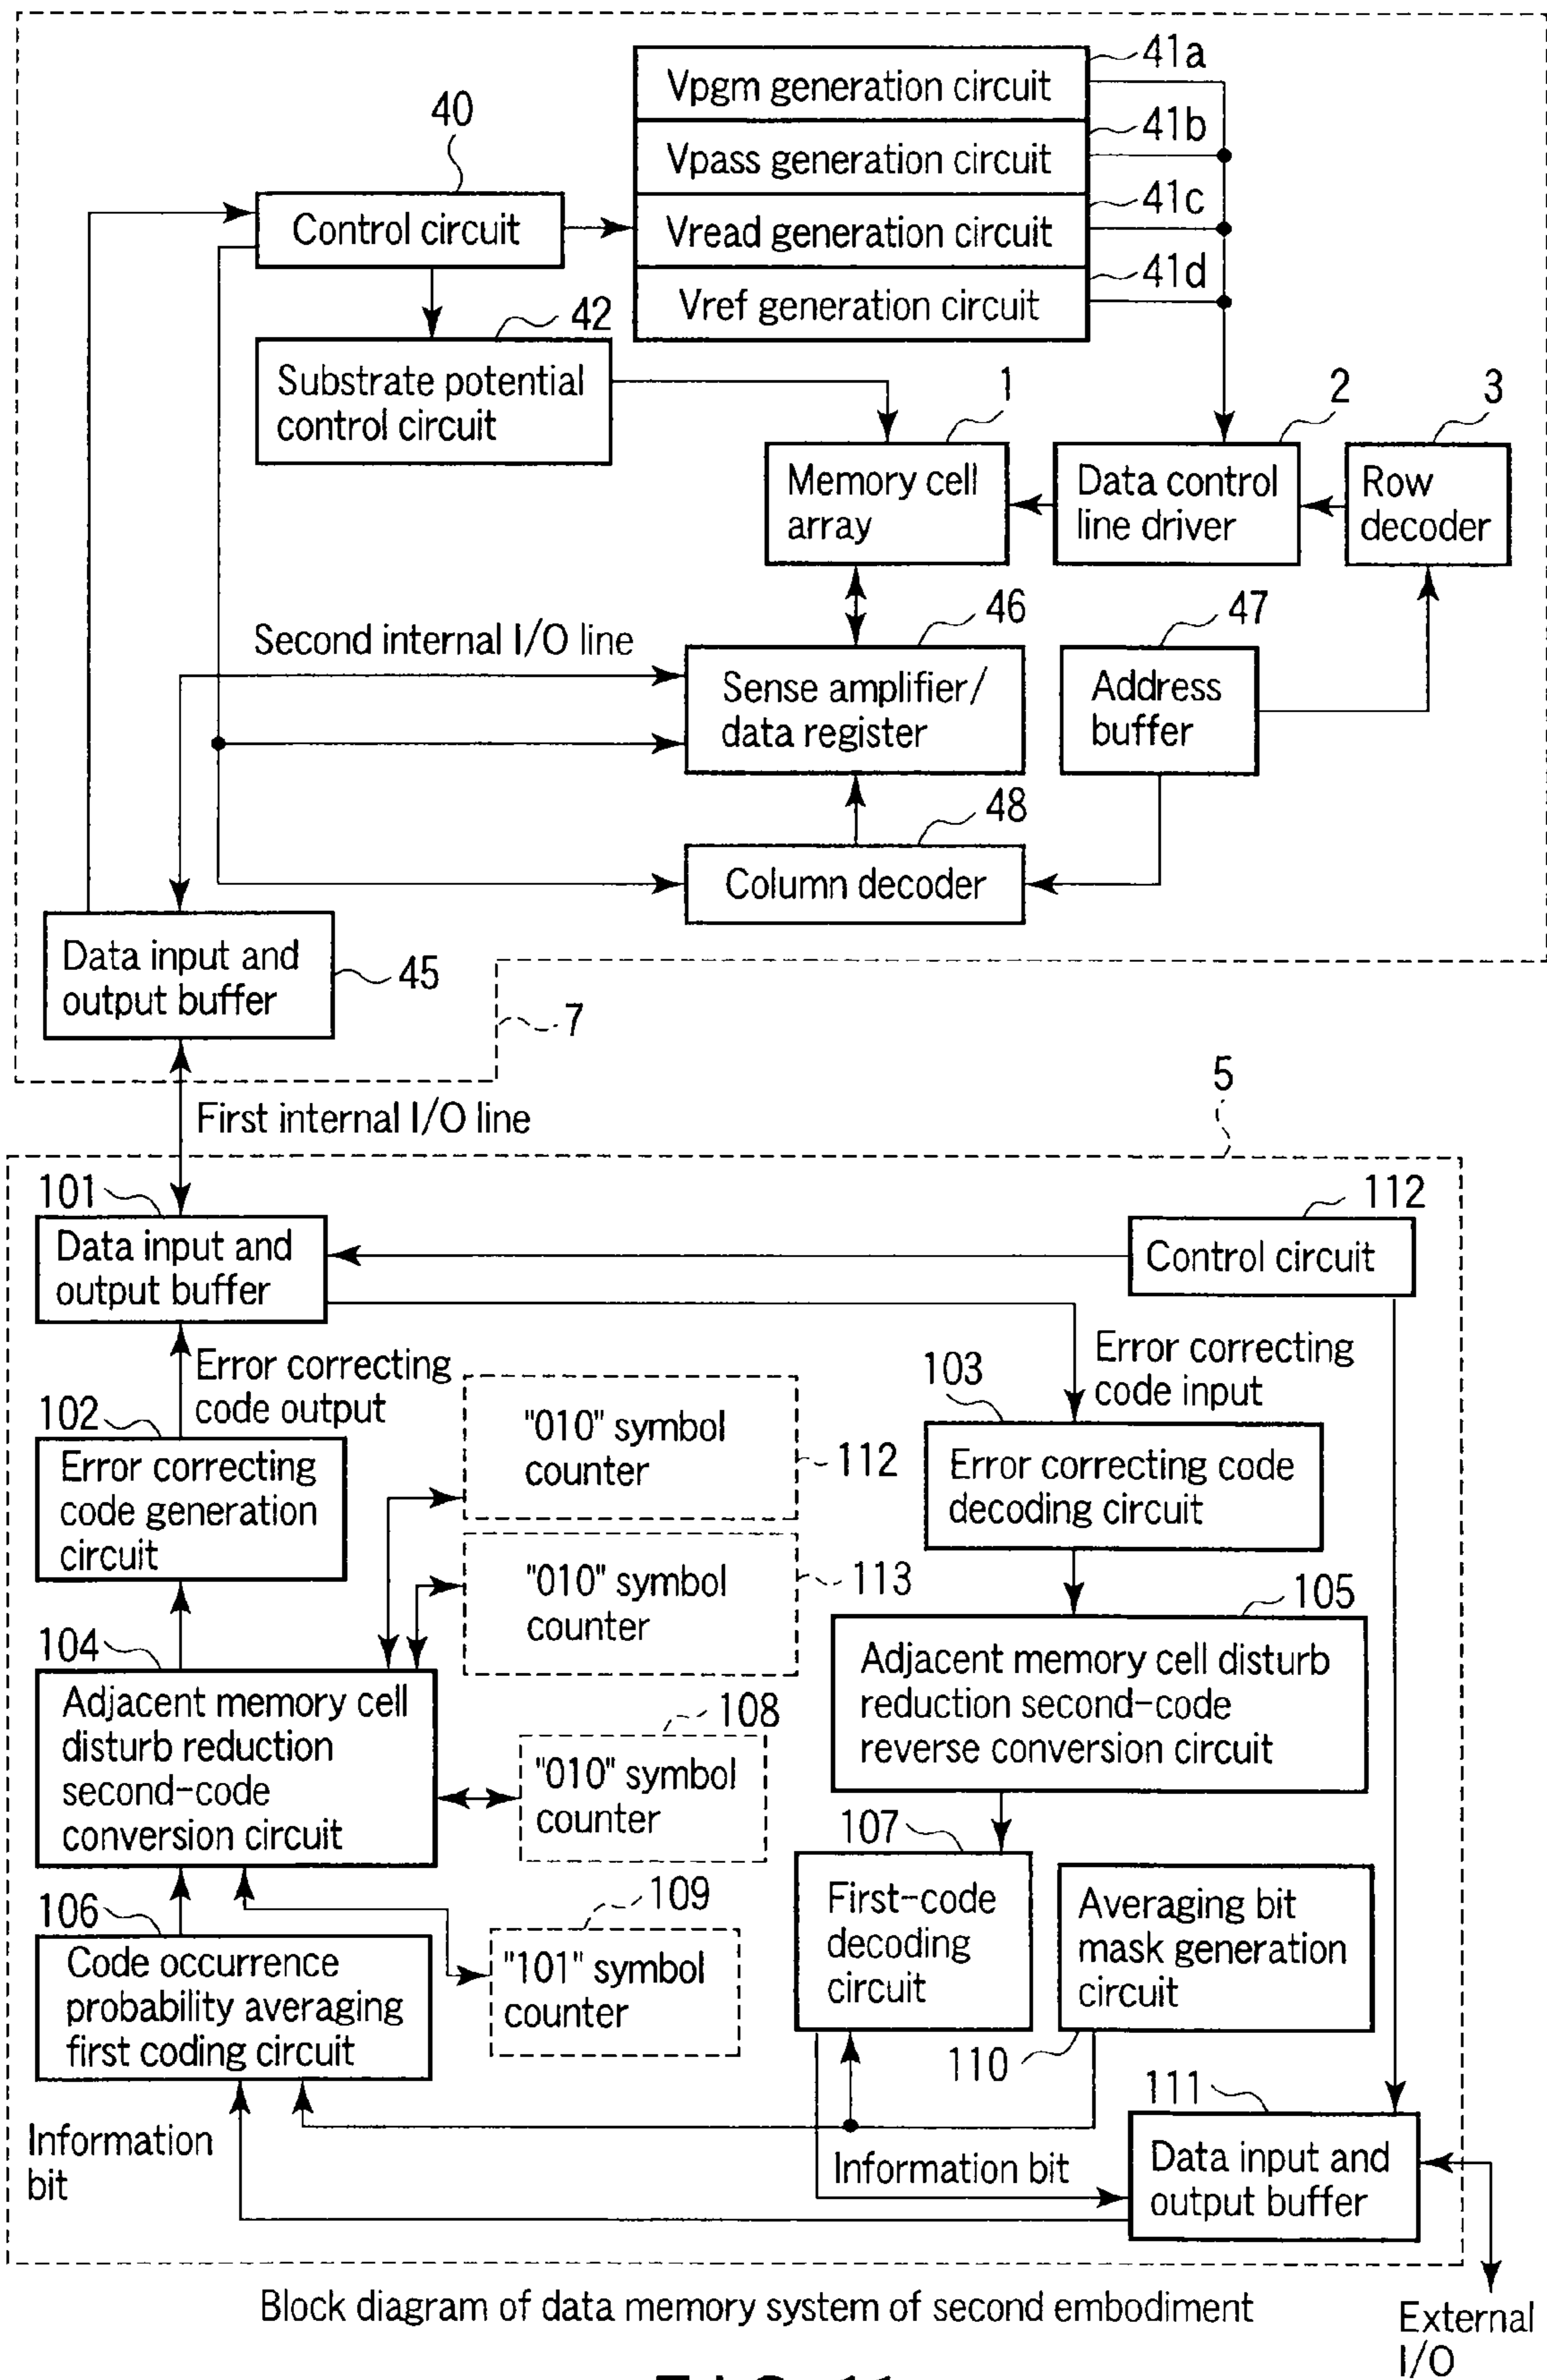 41a
Vpgm generation circuit
40
41b
Vpass generation circuit
41c
Control circuit
Vread generation circuit
41d
Vref generation circuit
42
Substrate potential
control circuit
1
2
3
Memory cell
array
Data control
line driver
Row
decoder
46
47
Second internal I/O line
Sense amplifier/
data register
Address
buffer
48
Column decoder
Data input and
output buffer
45
7
First internal I/O line
5
101
112
Data input and
output buffer
Control circuit
Error correcting
code output
Error correcting
code input
102
103
"010" symbol
counter
112
Error correcting
code generation
circuit
Error correcting code
decoding circuit
"010" symbol
counter
113
105
104
Adjacent memory cell
disturb reduction
second-code
conversion circuit
Adjacent memory cell disturb
reduction second-code
reverse conversion circuit
108
"010" symbol
counter
107
109
First-code
decoding
circuit
Averaging bit
mask generation
circuit
106
Code occurrence
probability averaging
first coding circuit
"101" symbol
counter
110
111
Information
bit
Information bit
Data input and
output buffer
Block diagram of data memory system of second embodiment
External
I/O